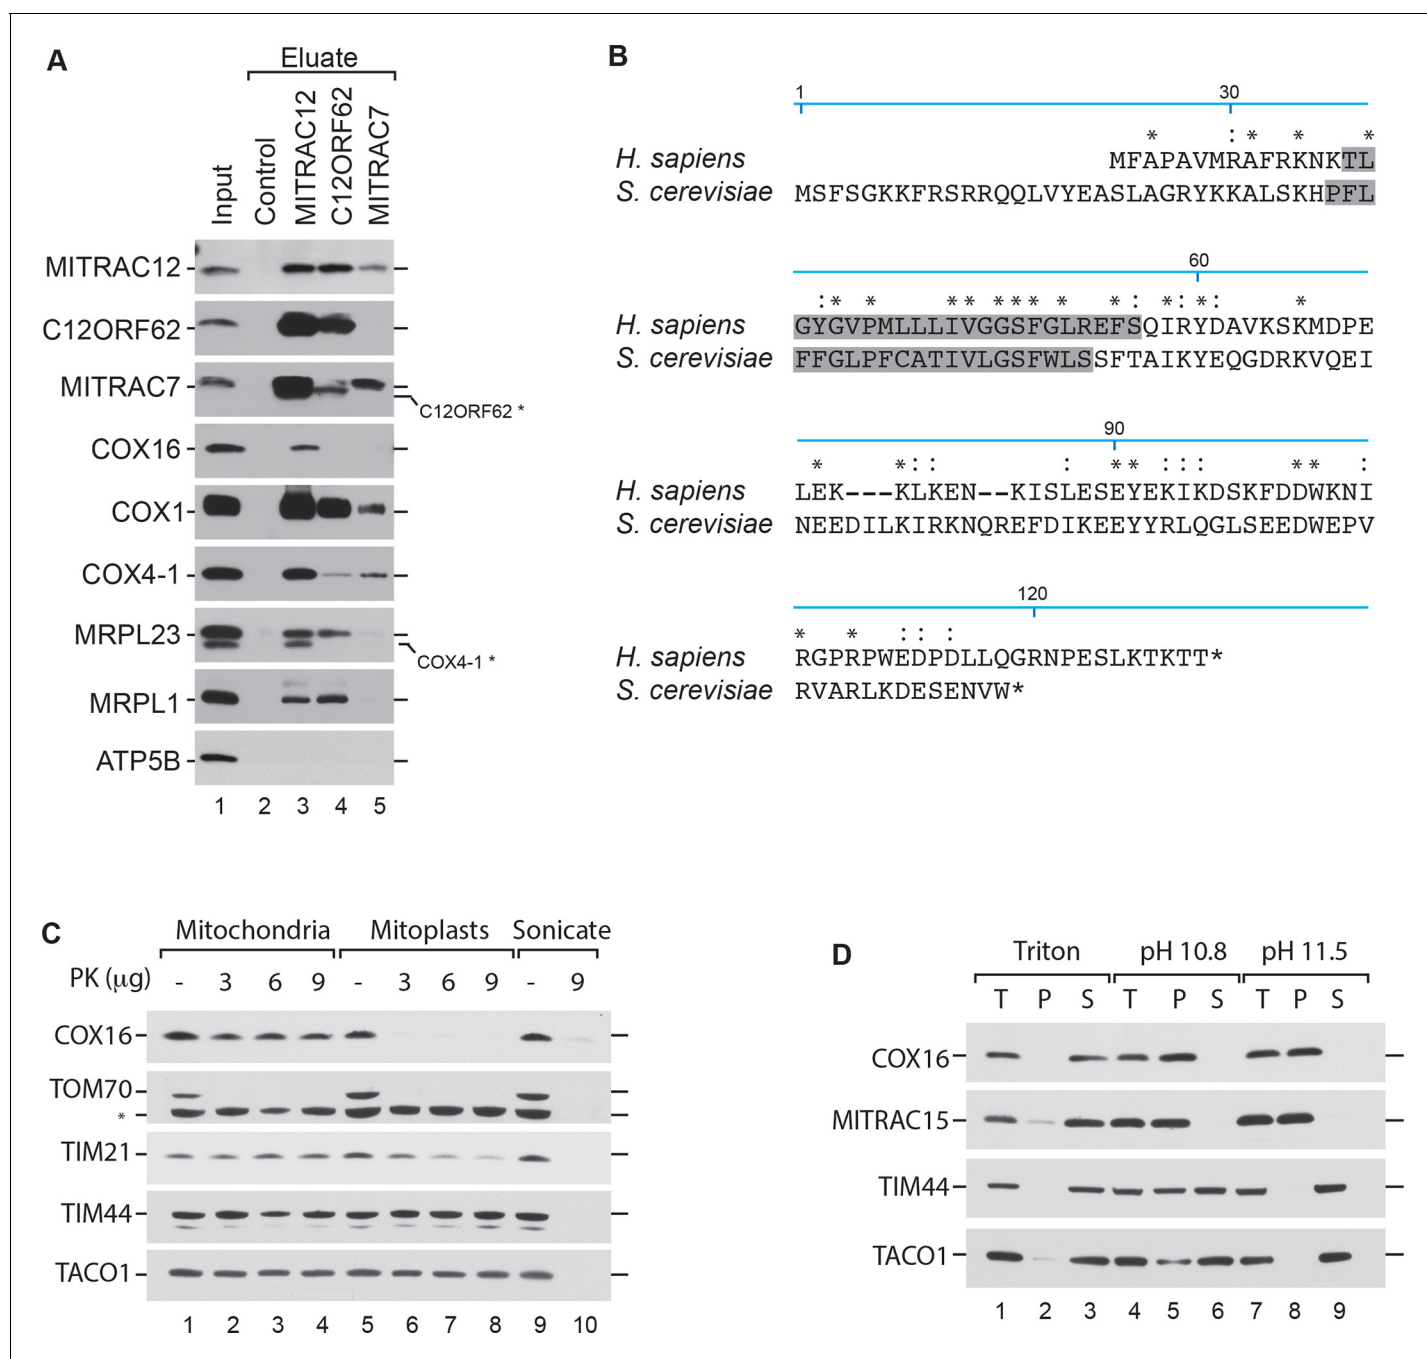 A
Eluate
Input
Control
MITRAC12
C12ORF62
MITRAC7
MITRAC12
C12ORF62
MITRAC7
C12ORF62 *
COX16
COX1
COX4-1
MRPL23
COX4-1 *
MRPL1
ATP5B
1 2 3 4 5
B
1 30
* : * * *
H. sapiens MFAPAVMRAFRKNKTL
S. cerevisiae MSFSGKKFRSRRQQLVYEASLAGRYKKALSKHPFL
60
: * * * * * * * * * : * : * : *
H. sapiens GYGVPMLLLIVGGSFGLREFSQIRYDAVKSKMDPE
S. cerevisiae FFGLPFCATIVLGSFWLSSFTAIKYEQGDRKVQEI
90
* * : : : * * : : : * * :
H. sapiens LEK---KLKEN--KISLESEYEKIKDSKFDDWKNI
S. cerevisiae NEEDILKIRKNQREFDIKEEYYRLQGLSEEDWEPV
120
* * : : :
H. sapiens RGPRPWEDPDLLQGRNPESLKTKTT*
S. cerevisiae RVARLKDESENVW*
C
Mitochondria Mitoplasts Sonicate
PK (µg) - 3 6 9 - 3 6 9 - 9
COX16
TOM70
*
TIM21
TIM44
TACO1
1 2 3 4 5 6 7 8 9 10
D
Triton pH 10.8 pH 11.5
T P S T P S T P S
COX16
MITRAC15
TIM44
TACO1
1 2 3 4 5 6 7 8 9